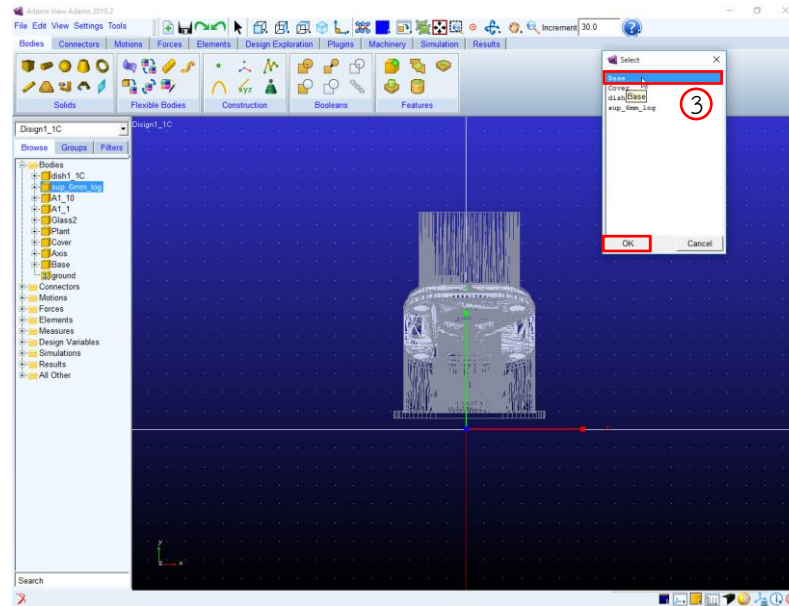 Adams View Adams 2019.2
File Edit View Settings Tools
Increment 30.0
Bodies Connectors Motions Forces Elements Design Exploration Plugins Machinery Simulation Results
Solids Flexible Bodies Construction Booleans Features
Disign1_1C
Browse Groups Filters
Bodies
dish1_1C
sup_6mm_log
A1_10
A1_1
Glass2
Plant
Cover
Axis
Base
ground
Connectors
Motions
Forces
Elements
Measures
Design Variables
Simulations
Results
All Other
Search
Disign1_1C
y
x
Select
Base
Cover
dish
Base
sup_6mm_log
3
OK Cancel